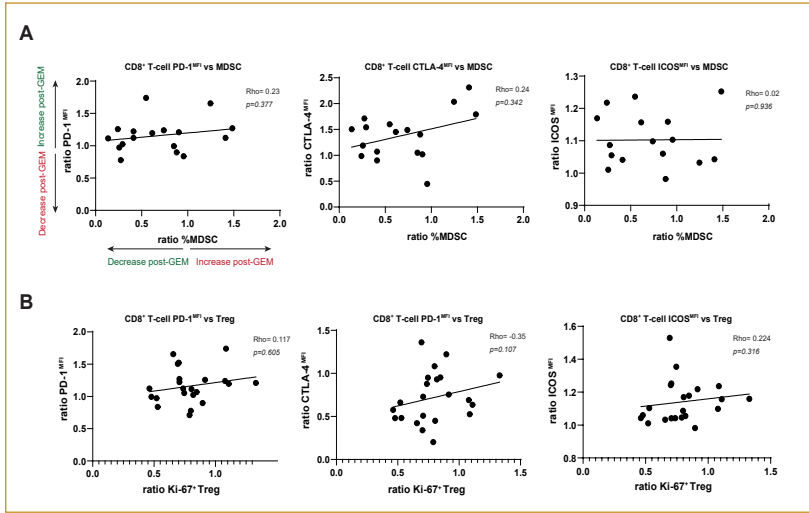 A
CD8+ T-cell PD-1MFI vs MDSC
Rho= 0.23
p=0.377
Increase post-GEM
Decrease post-GEM
ratio PD-1 MFI
2.0
1.5
1.0
0.5
0.0
0.0 0.5 1.0 1.5 2.0
ratio %MDSC
Decrease post-GEM Increase post-GEM
CD8+ T-cell CTLA-4MFI vs MDSC
Rho= 0.24
p=0.342
ratio CTLA-4MFI
2.5
2.0
1.5
1.0
0.5
0.0
0.0 0.5 1.0 1.5 2.0
ratio %MDSC
CD8+ T-cell ICOSMFI vs MDSC
Rho= 0.02
p=0.936
ratio ICOSMFI
1.3
1.2
1.1
1.0
0.9
0.0 0.5 1.0 1.5 2.0
ratio %MDSC
B
CD8+ T-cell PD-1MFI vs Treg
Rho= 0.117
p=0.605
ratio PD-1MFI
2.0
1.5
1.0
0.5
0.0
0.0 0.5 1.0 1.5
ratio Ki-67+Treg
CD8+ T-cell PD-1MFI vs Treg
Rho= -0.35
p=0.107
ratio CTLA-4MFI
1.5
1.0
0.5
0.0
0.0 0.5 1.0 1.5
ratio Ki-67+Treg
CD8+ T-cell ICOSMFI vs Treg
Rho= 0.224
p=0.316
ratio ICOS MFI
1.6
1.4
1.2
1.0
0.8
0.0 0.5 1.0 1.5
ratio Ki-67+Treg